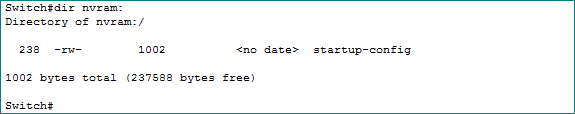 Switch#dir nvram:
Directory of nvram:/
238 -rw- 1002 <no date> startup-config
1002 bytes total (237588 bytes free)
Switch#